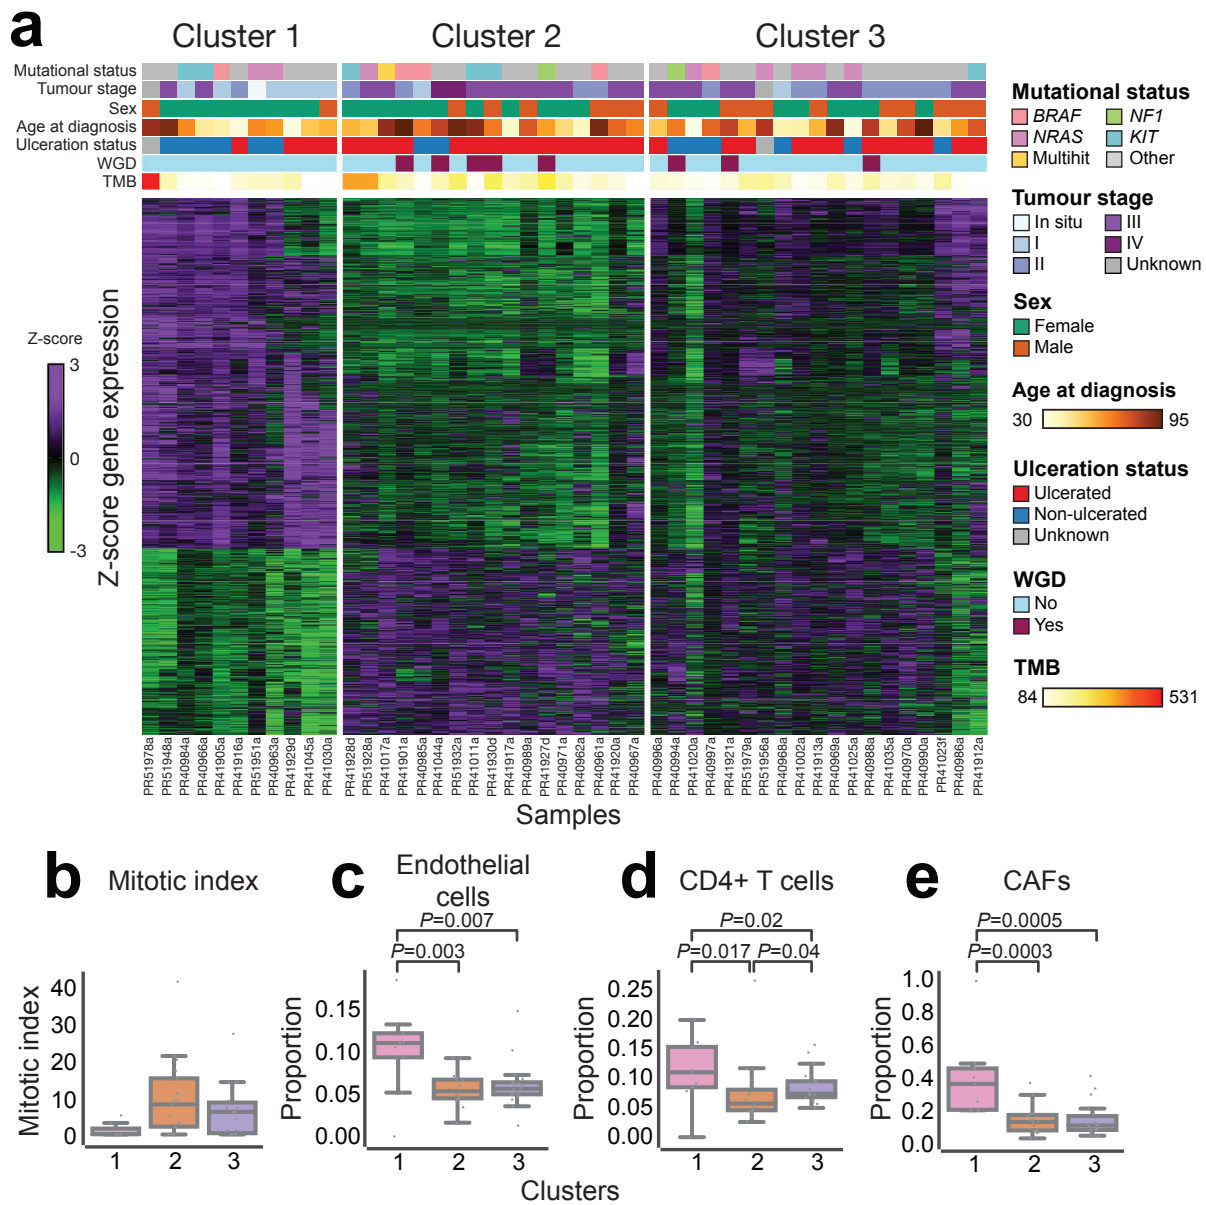 a
Cluster 1
Cluster 2
Cluster 3
Mutational status
Tumour stage
Sex
Age at diagnosis
Ulceration status
WGD
TMB
Z-score
3
0
-3
Z-score gene expression
PR51978a
PR51948a
PR40984a
PR40966a
PR41905a
PR41916a
PR51951a
PR40963a
PR41929d
PR41045a
PR41030a
PR41928d
PR51928a
PR41017a
PR41901a
PR40985a
PR41044a
PR51932a
PR41011a
PR41930d
PR41917a
PR40989a
PR41927d
PR40971a
PR40962a
PR40961a
PR41920a
PR40967a
PR40996a
PR40994a
PR41020a
PR40997a
PR41921a
PR51979a
PR51956a
PR40968a
PR41002a
PR41913a
PR40969a
PR41025a
PR40988a
PR41035a
PR40970a
PR40990a
PR41023f
PR40986a
PR41912a
Samples
Mutational status
BRAF
NF1
NRAS
KIT
Multihit
Other
Tumour stage
In situ
III
I
IV
II
Unknown
Sex
Female
Male
Age at diagnosis
30
95
Ulceration status
Ulcerated
Non-ulcerated
Unknown
WGD
No
Yes
TMB
84
531
b
Mitotic index
Mitotic index
40
30
20
10
0
1
2
3
c
Endothelial
cells
P=0.007
P=0.003
Proportion
0.15
0.10
0.05
0.00
1
2
3
d
CD4+ T cells
P=0.02
P=0.017
P=0.04
Proportion
0.25
0.20
0.15
0.10
0.05
0.00
1
2
3
e
CAFs
P=0.0005
P=0.0003
Proportion
1.0
0.8
0.6
0.4
0.2
0.0
1
2
3
Clusters